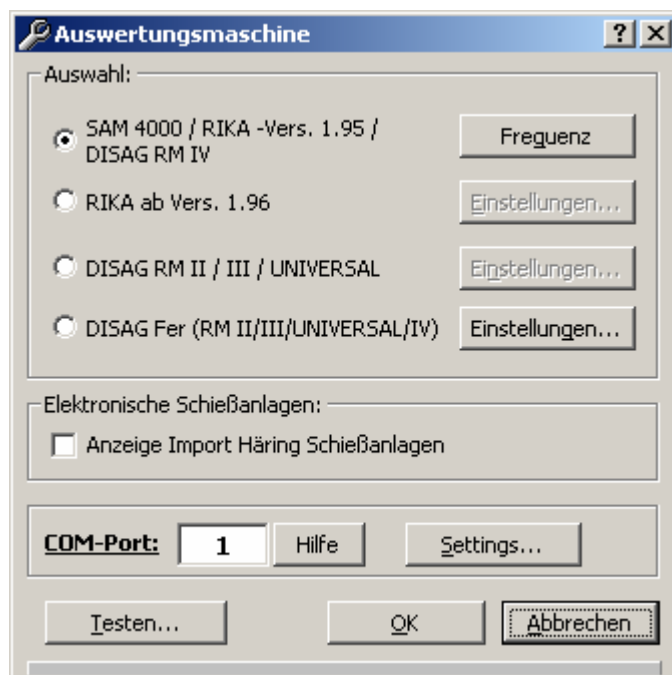 Auswertungsmaschine
Auswahl:
SAM 4000 / RIKA -Vers. 1.95 /
DISAG RM IV
Frequenz
RIKA ab Vers. 1.96
Einstellungen...
DISAG RM II / III / UNIVERSAL
Einstellungen...
DISAG Fer (RM II/III/UNIVERSAL/IV)
Einstellungen...
Elektronische Schießanlagen:
Anzeige Import Häring Schießanlagen
COM-Port:
1
Hilfe
Settings...
Testen...
OK
Abbrechen